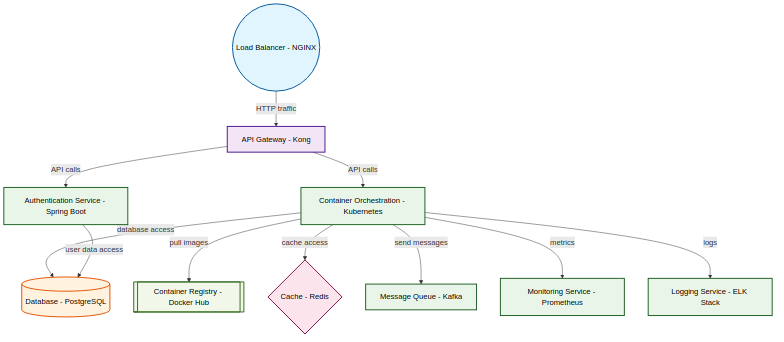 Load Balancer - NGINX
HTTP traffic
API Gateway - Kong
API calls
API calls
Authentication Service -
Spring Boot
Container Orchestration -
Kubernetes
database access
user data access
pull images
cache access
send messages
metrics
logs
Database - PostgreSQL
Container Registry -
Docker Hub
Cache - Redis
Message Queue - Kafka
Monitoring Service -
Prometheus
Logging Service - ELK
Stack